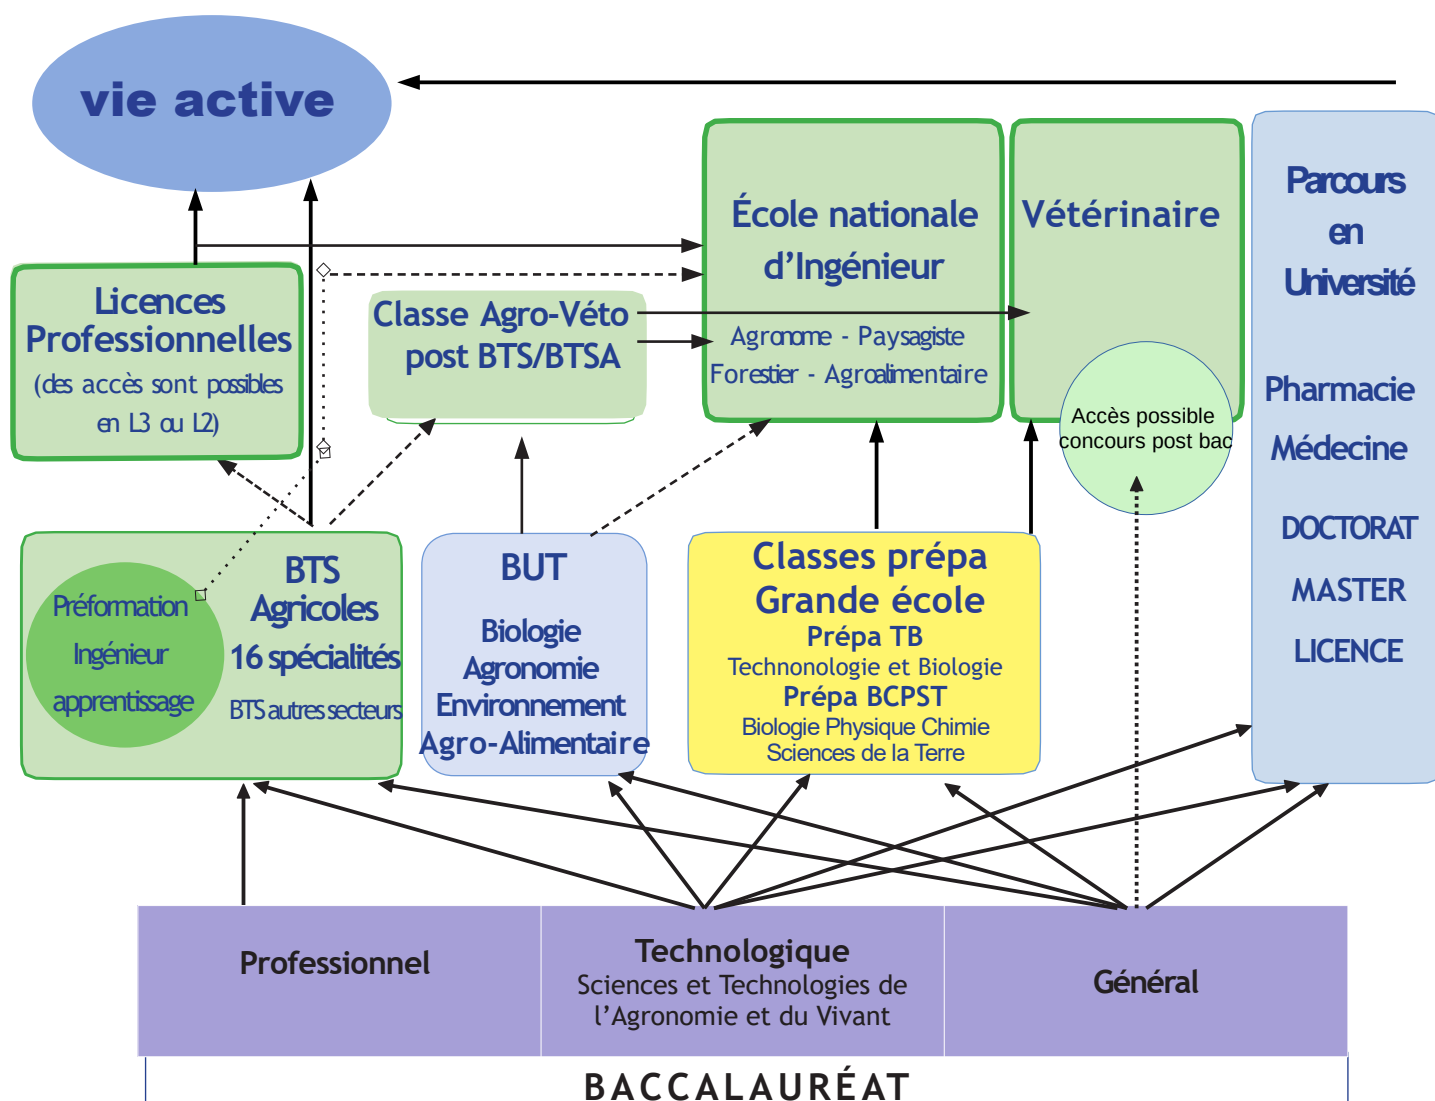 vie active
École nationale
d'Ingénieur
Agronome - Paysagiste
Forestier - Agroalimentaire
Vétérinaire
Accès possible
concours post bac
Parcours
en
Université
Pharmacie
Médecine
DOCTORAT
MASTER
LICENCE
Licences
Professionnelles
(des accès sont possibles
en L3 ou L2)
Classe Agro-Véto
post BTS/BTSA
Préformation
Ingénieur
apprentissage
BTS
Agricoles
16 spécialités
BTS autres secteurs
BUT
Biologie
Agronomie
Environnement
Agro-Alimentaire
Classes prépa
Grande école
Prépa TB
Technonologie et Biologie
Prépa BCPST
Biologie Physique Chimie
Sciences de la Terre
Professionnel
Technologique
Sciences et Technologies de
l'Agronomie et du Vivant
Général
BACCALAURÉAT